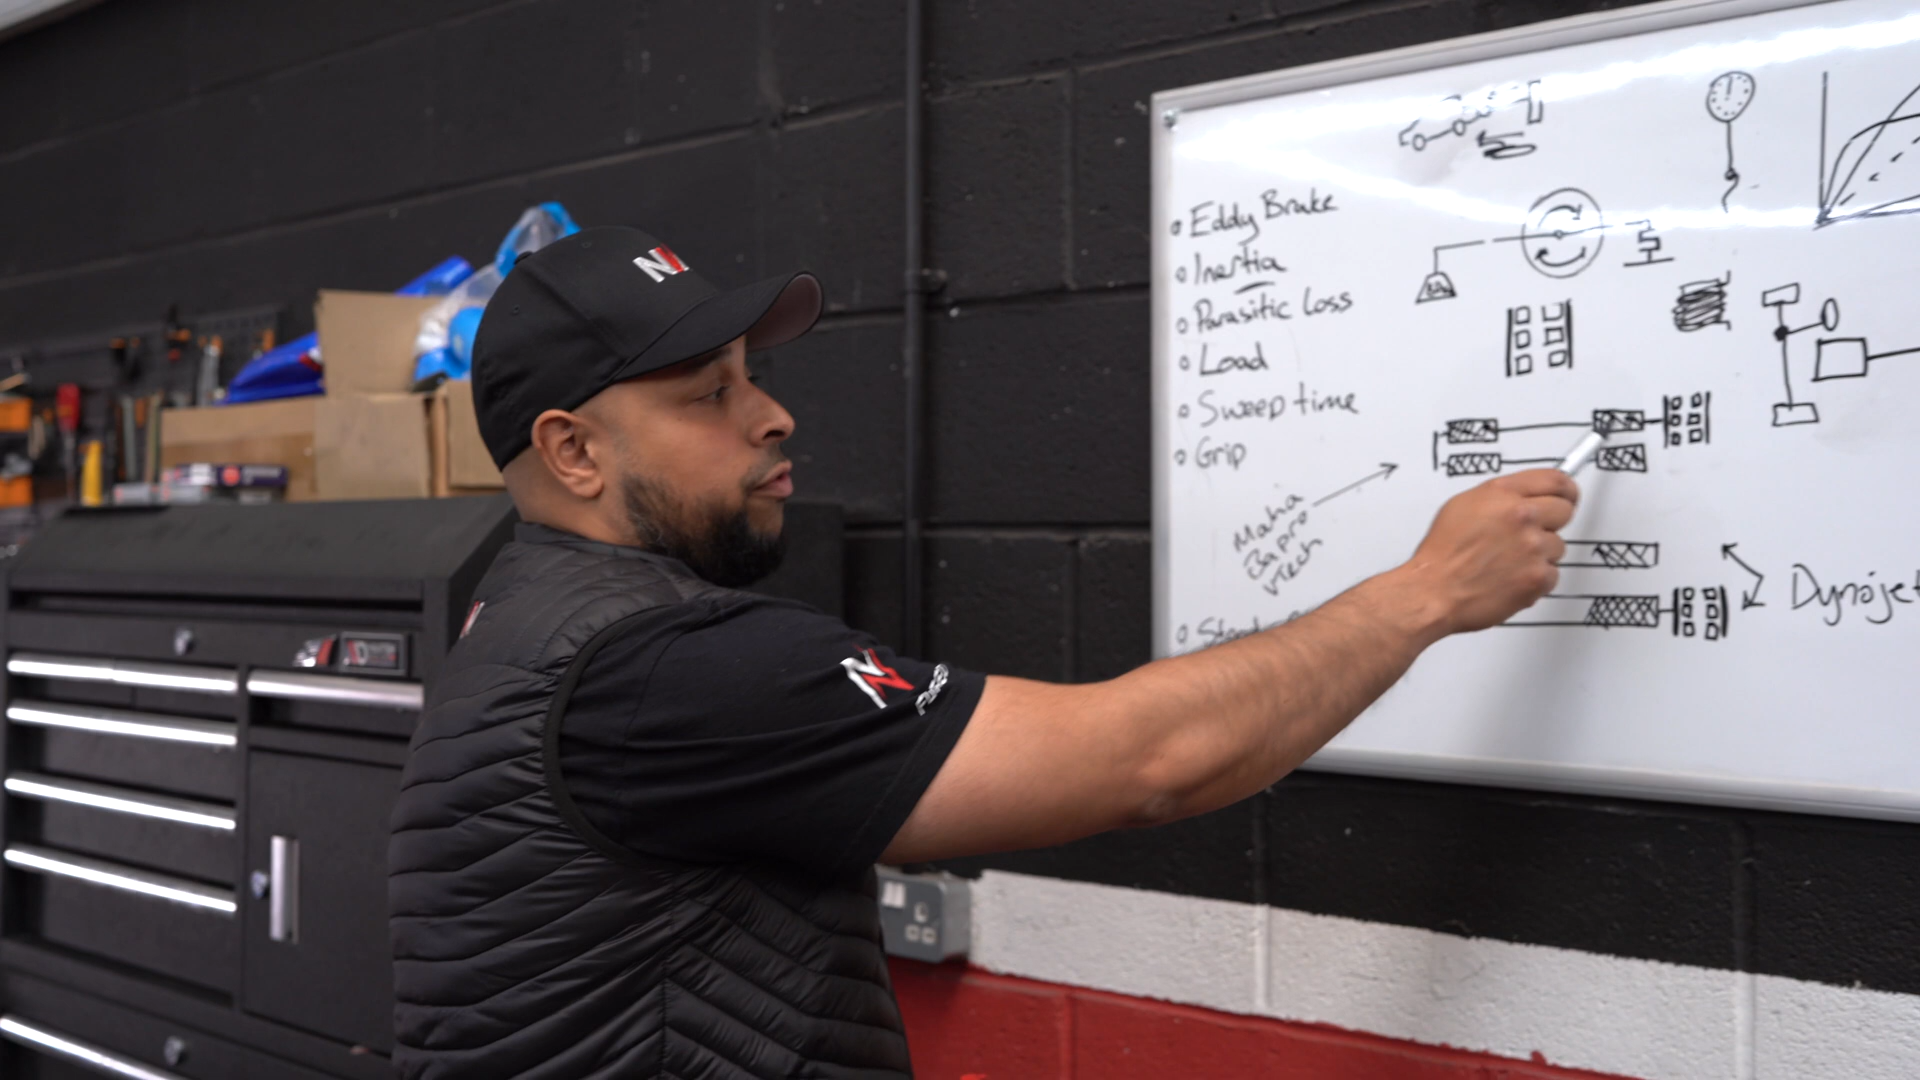 Eddy Brake
Inertia
Parasitic Loss
Load
Sweep time
Grip
Maha
Bapro
VTech
Dynojet